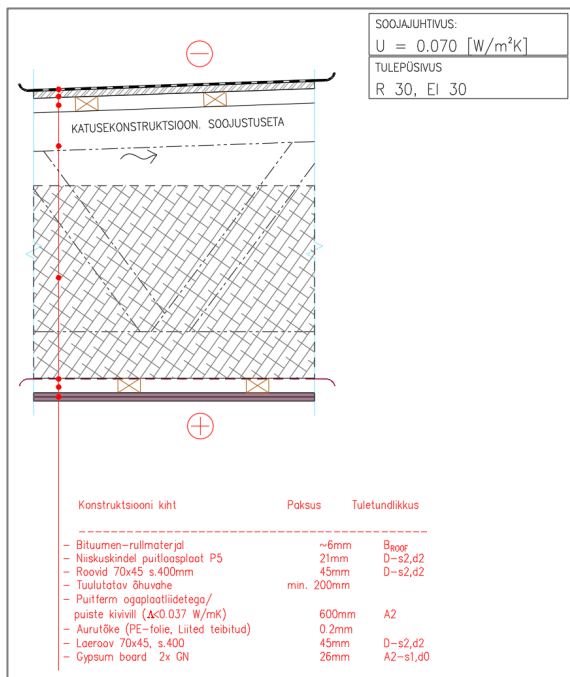 SOOJAJUHTIVUS:
U = 0.070 [W/m²K]
TULEPÜSIVUS
R 30, EI 30
KATUSEKONSTRUKTSIOON. SOOJUSTUSETA
Konstruktsiooni kiht Paksus Tuletundlikkus
– Bituumen–rullmaterjal ~6mm BROOF
– Niiskuskindel puitlaasplaat P5 21mm D–s2,d2
– Roovid 70x45 s.400mm 45mm D–s2,d2
– Tuulutatav õhuvahe min. 200mm
– Puitferm ogaplaatliidetega/
puiste kivivill (Λ<0.037 W/mK) 600mm A2
– Aurutõke (PE–folie, Liited teibitud) 0.2mm
– Laeroov 70x45, s.400 45mm D–s2,d2
– Gypsum board 2x GN 26mm A2–s1,d0